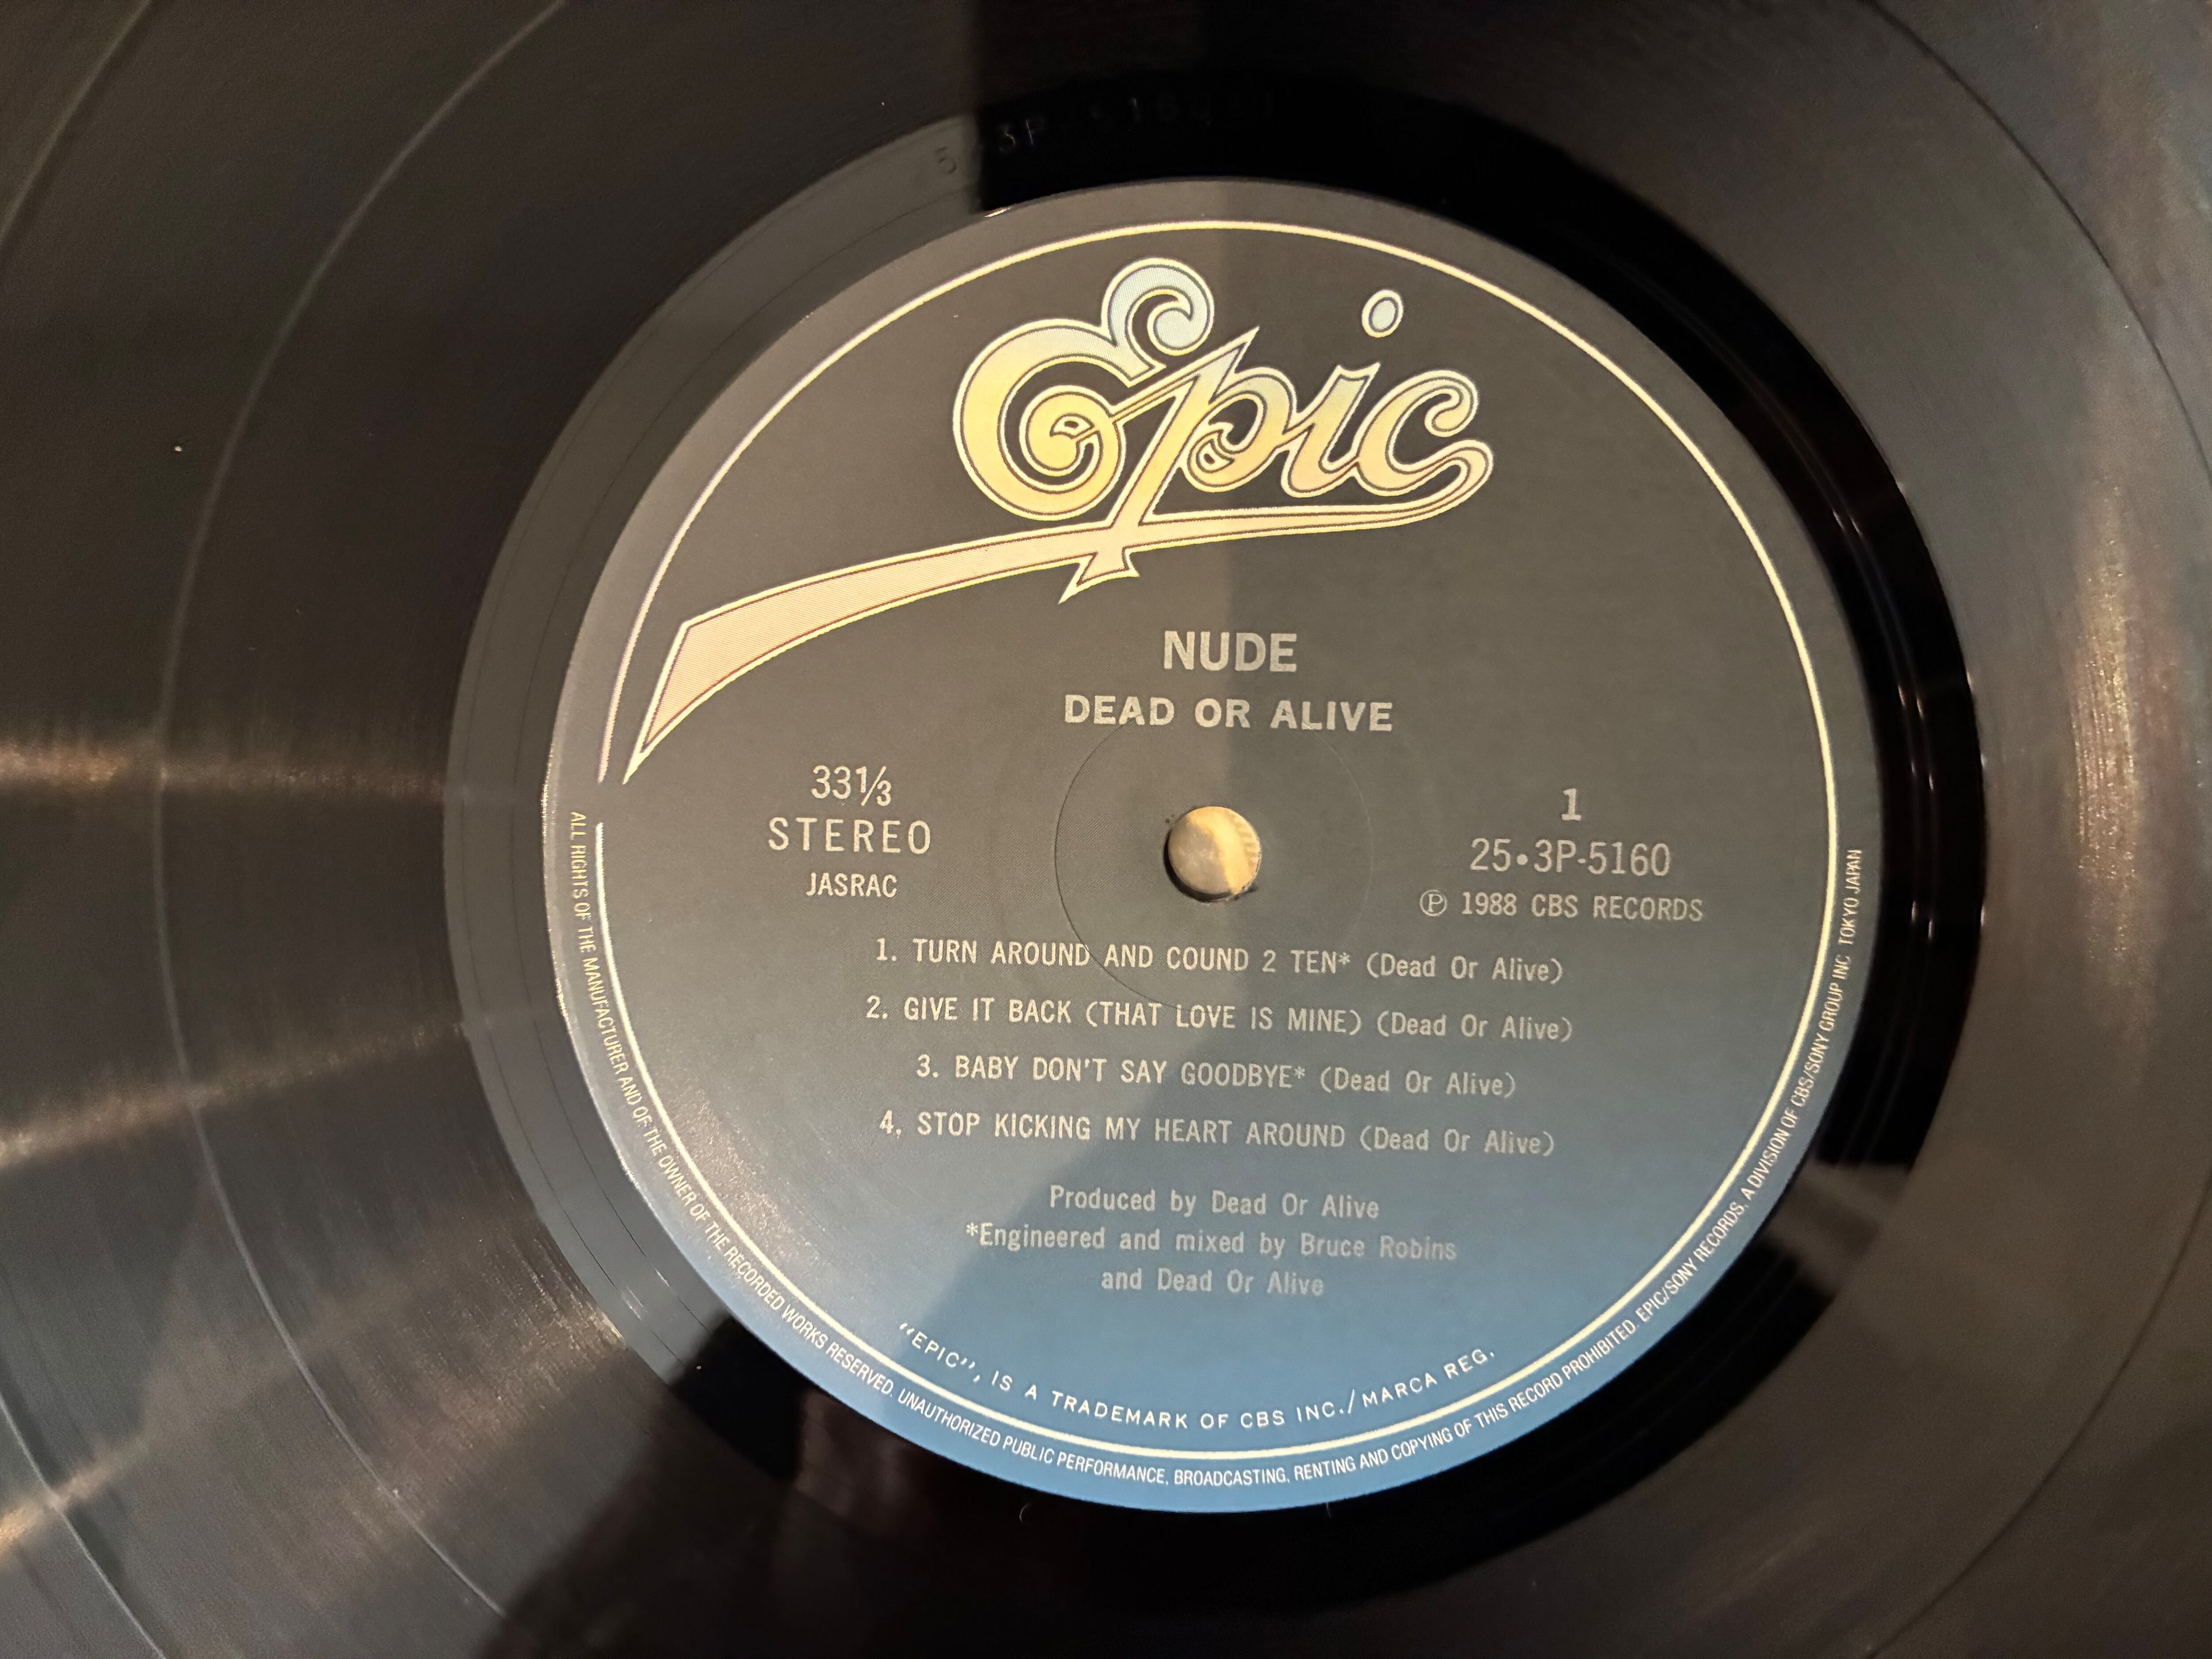 Epic
NUDE
DEAD OR ALIVE
33⅓
STEREO
JASRAC
1
25•3P-5160
Ⓟ 1988 CBS RECORDS
1. TURN AROUND AND COUND 2 TEN* (Dead Or Alive)
2. GIVE IT BACK (THAT LOVE IS MINE) (Dead Or Alive)
3. BABY DON'T SAY GOODBYE* (Dead Or Alive)
4. STOP KICKING MY HEART AROUND (Dead Or Alive)
Produced by Dead Or Alive
*Engineered and mixed by Bruce Robins
and Dead Or Alive
"EPIC", IS A TRADEMARK OF CBS INC./MARCA REG.
ALL RIGHTS OF THE MANUFACTURER AND OF THE OWNER OF THE RECORDED WORKS RESERVED. UNAUTHORIZED PUBLIC PERFORMANCE, BROADCASTING, RENTING AND COPYING OF THIS RECORD PROHIBITED. EPIC/SONY RECORDS, A DIVISION OF CBS/SONY GROUP INC. TOKYO JAPAN